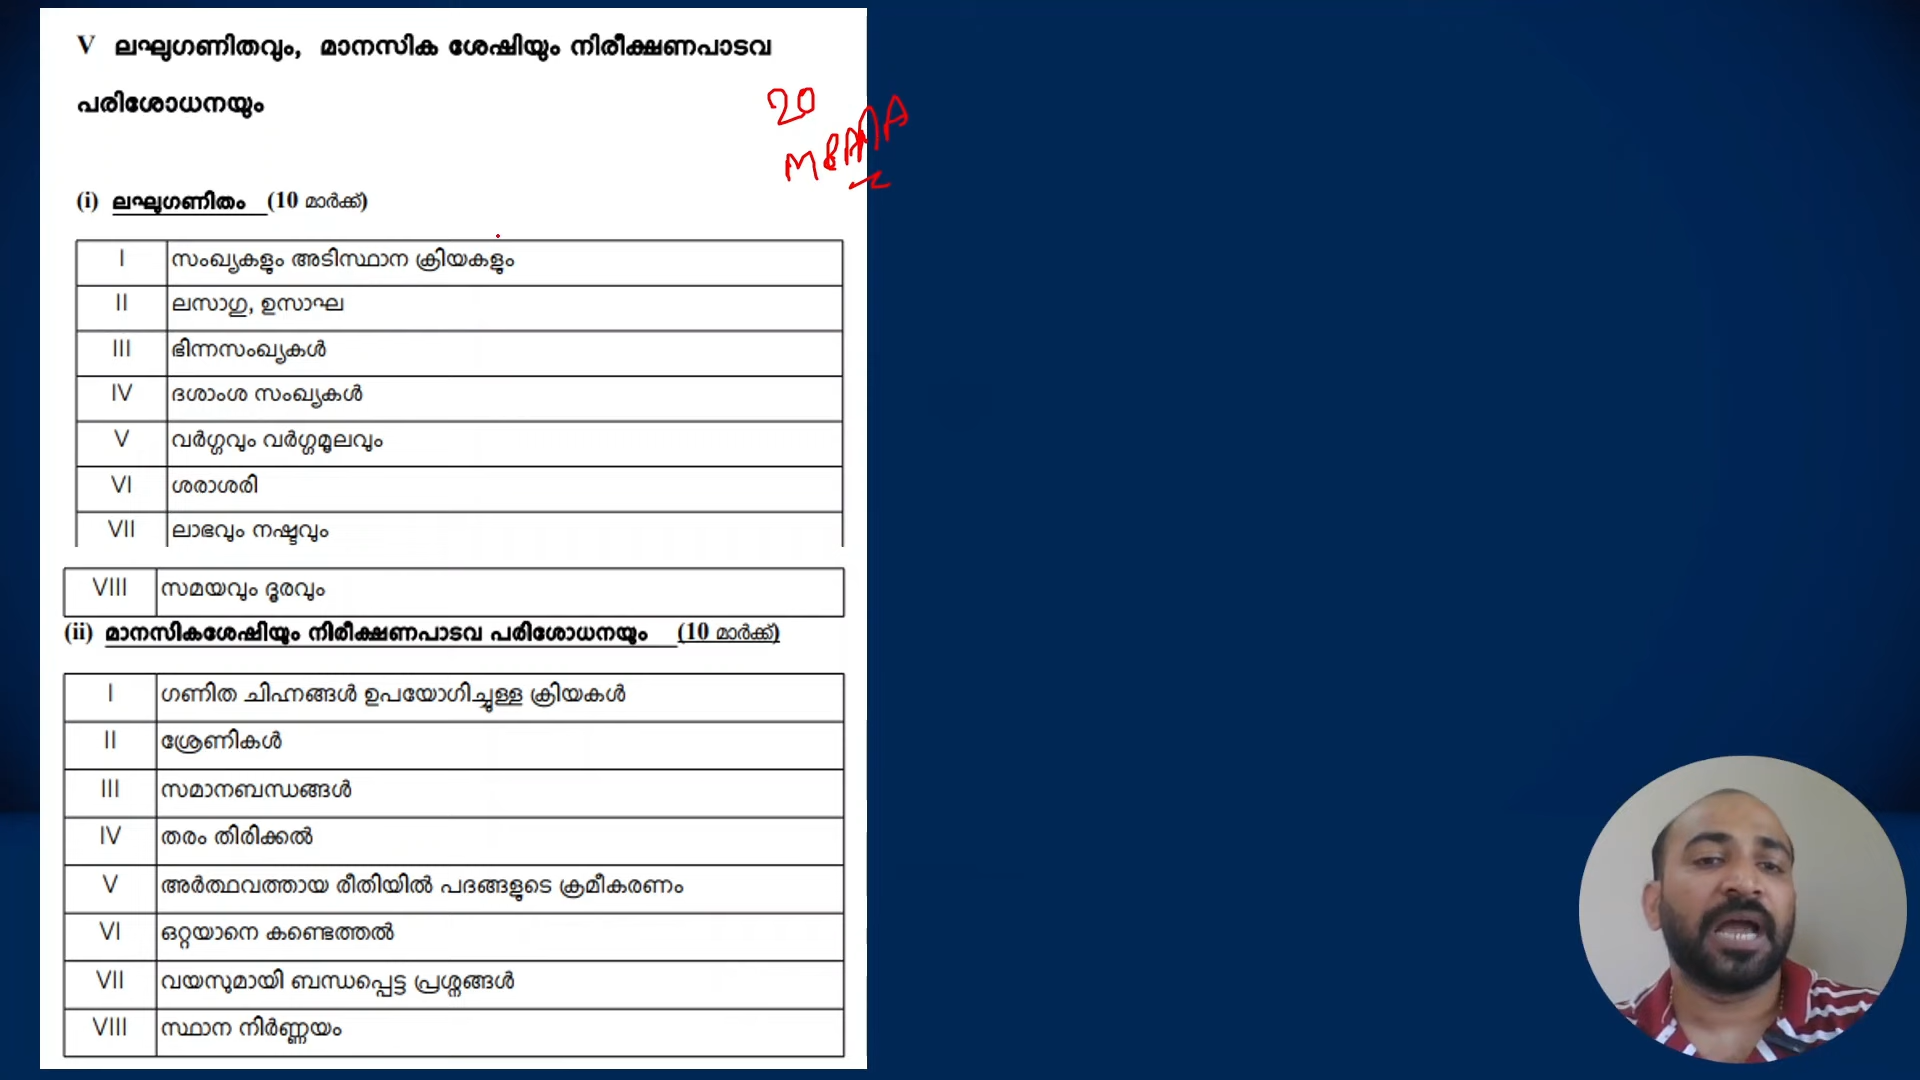 V ലഘുഗണിതവും, മാനസിക ശേഷിയും നിരീക്ഷണപാടവ
പരിശോധനയും
20
(i) ലഘുഗണിതം (10 മാർക്ക്)
I സംഖ്യകളും അടിസ്ഥാന ക്രിയകളും
II ലസാഗു, ഉസാഘ
III ഭിന്നസംഖ്യകൾ
IV ദശാംശ സംഖ്യകൾ
V വർഗ്ഗവും വർഗ്ഗമൂലവും
VI ശരാശരി
VII ലാഭവും നഷ്ടവും
VIII സമയവും ദൂരവും
(ii) മാനസികശേഷിയും നിരീക്ഷണപാടവ പരിശോധനയും (10 മാർക്ക്)
I ഗണിത ചിഹ്നങ്ങൾ ഉപയോഗിച്ചുള്ള ക്രിയകൾ
II ശ്രേണികൾ
III സമാനബന്ധങ്ങൾ
IV തരം തിരിക്കൽ
V അർത്ഥവത്തായ രീതിയിൽ പദങ്ങളുടെ ക്രമീകരണം
VI ഒറ്റയാനെ കണ്ടെത്തൽ
VII വയസുമായി ബന്ധപ്പെട്ട പ്രശ്നങ്ങൾ
VIII സ്ഥാന നിർണ്ണയം